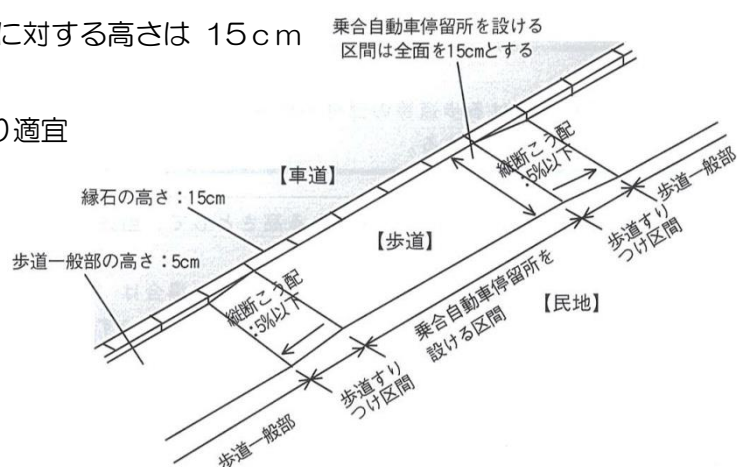 に対する高さは 15cm
り適宜
乗合自動車停留所を設ける
区間は全面を15cmとする
【車道】
縁石の高さ：15cm
歩道一般部の高さ：5cm
【歩道】
縦断こう配
：5%以下
縦断こう配
：5%以下
歩道一般部
歩道すり
つけ区間
乗合自動車停留所を
設ける区間
【民地】
歩道すり
つけ区間
歩道一般部